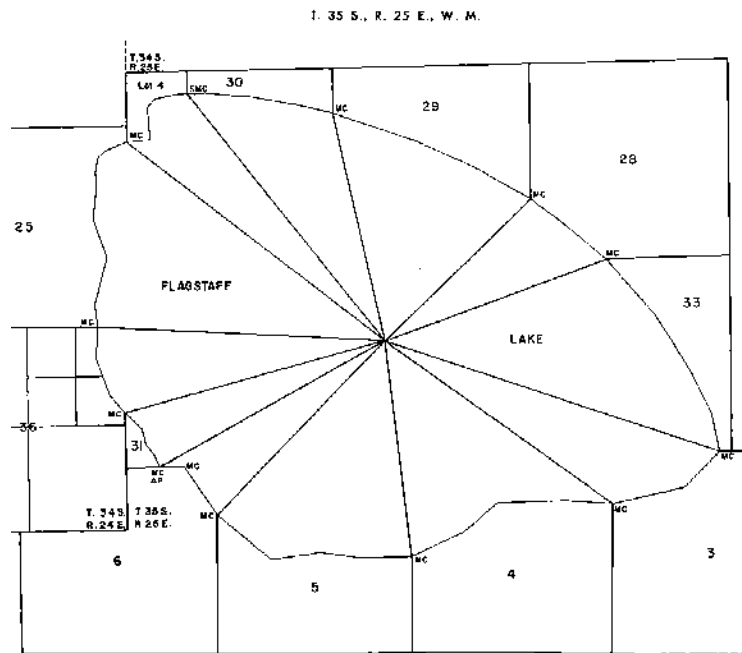 T. 35 S., R. 25 E., W. M.
T. 34 S.
R. 25 E.
Lot 4
SMC
30
MC
29
MC
28
MC
MC
25
FLAGSTAFF
33
MC
LAKE
MC
36
31
MC
AP
MC
MC
T. 34 S. T 35 S.
R. 24 E. R 25 E.
MC
MC
MC
6
5
MC
4
3